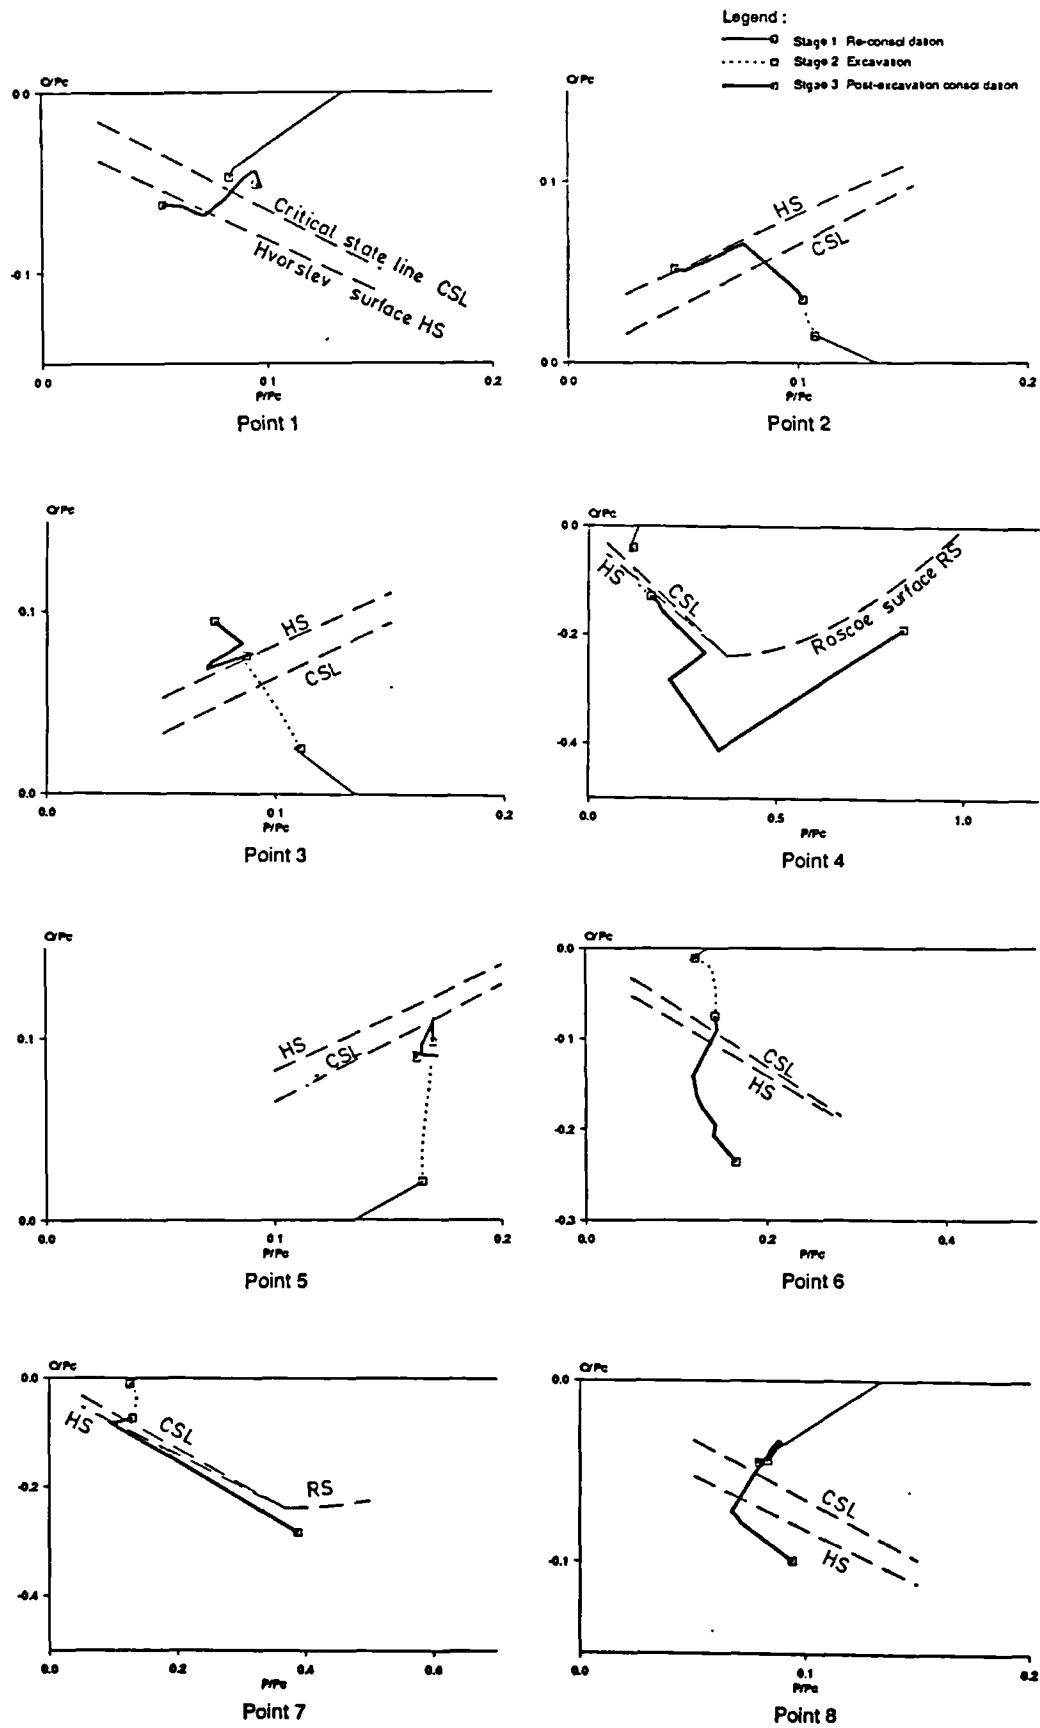 Legend :
Stage 1 Re-consolidation
Stage 2 Excavation
Stgae 3 Post-excavation consolidation
Q/Pc
0.0
-0.1
0.0 0.1 0.2
P/Pc
Critical state line CSL
Hvorslev surface HS
Point 1
0.1
0.0
0.0 0.1 0.2
P/Pc
HS
CSL
Point 2
Q/Pc
0.1
0.0
0.0 0.1 0.2
P/Pc
HS
CSL
Point 3
Q/Pc
0.0
-0.2
-0.4
0.0 0.5 1.0
P/Pc
HS
CSL
Roscoe surface RS
Point 4
Q/Pc
0.1
0.0
0.0 0.1 0.2
P/Pc
HS
CSL
Point 5
Q/Pc
0.0
-0.1
-0.2
-0.3
0.0 0.2 0.4
P/Pc
CSL
HS
Point 6
Q/Pc
0.0
-0.2
-0.4
0.0 0.2 0.4 0.6
P/Pc
HS
CSL
RS
Point 7
Q/Pc
0.0
-0.1
0.0 0.1 0.2
P/Pc
CSL
HS
Point 8